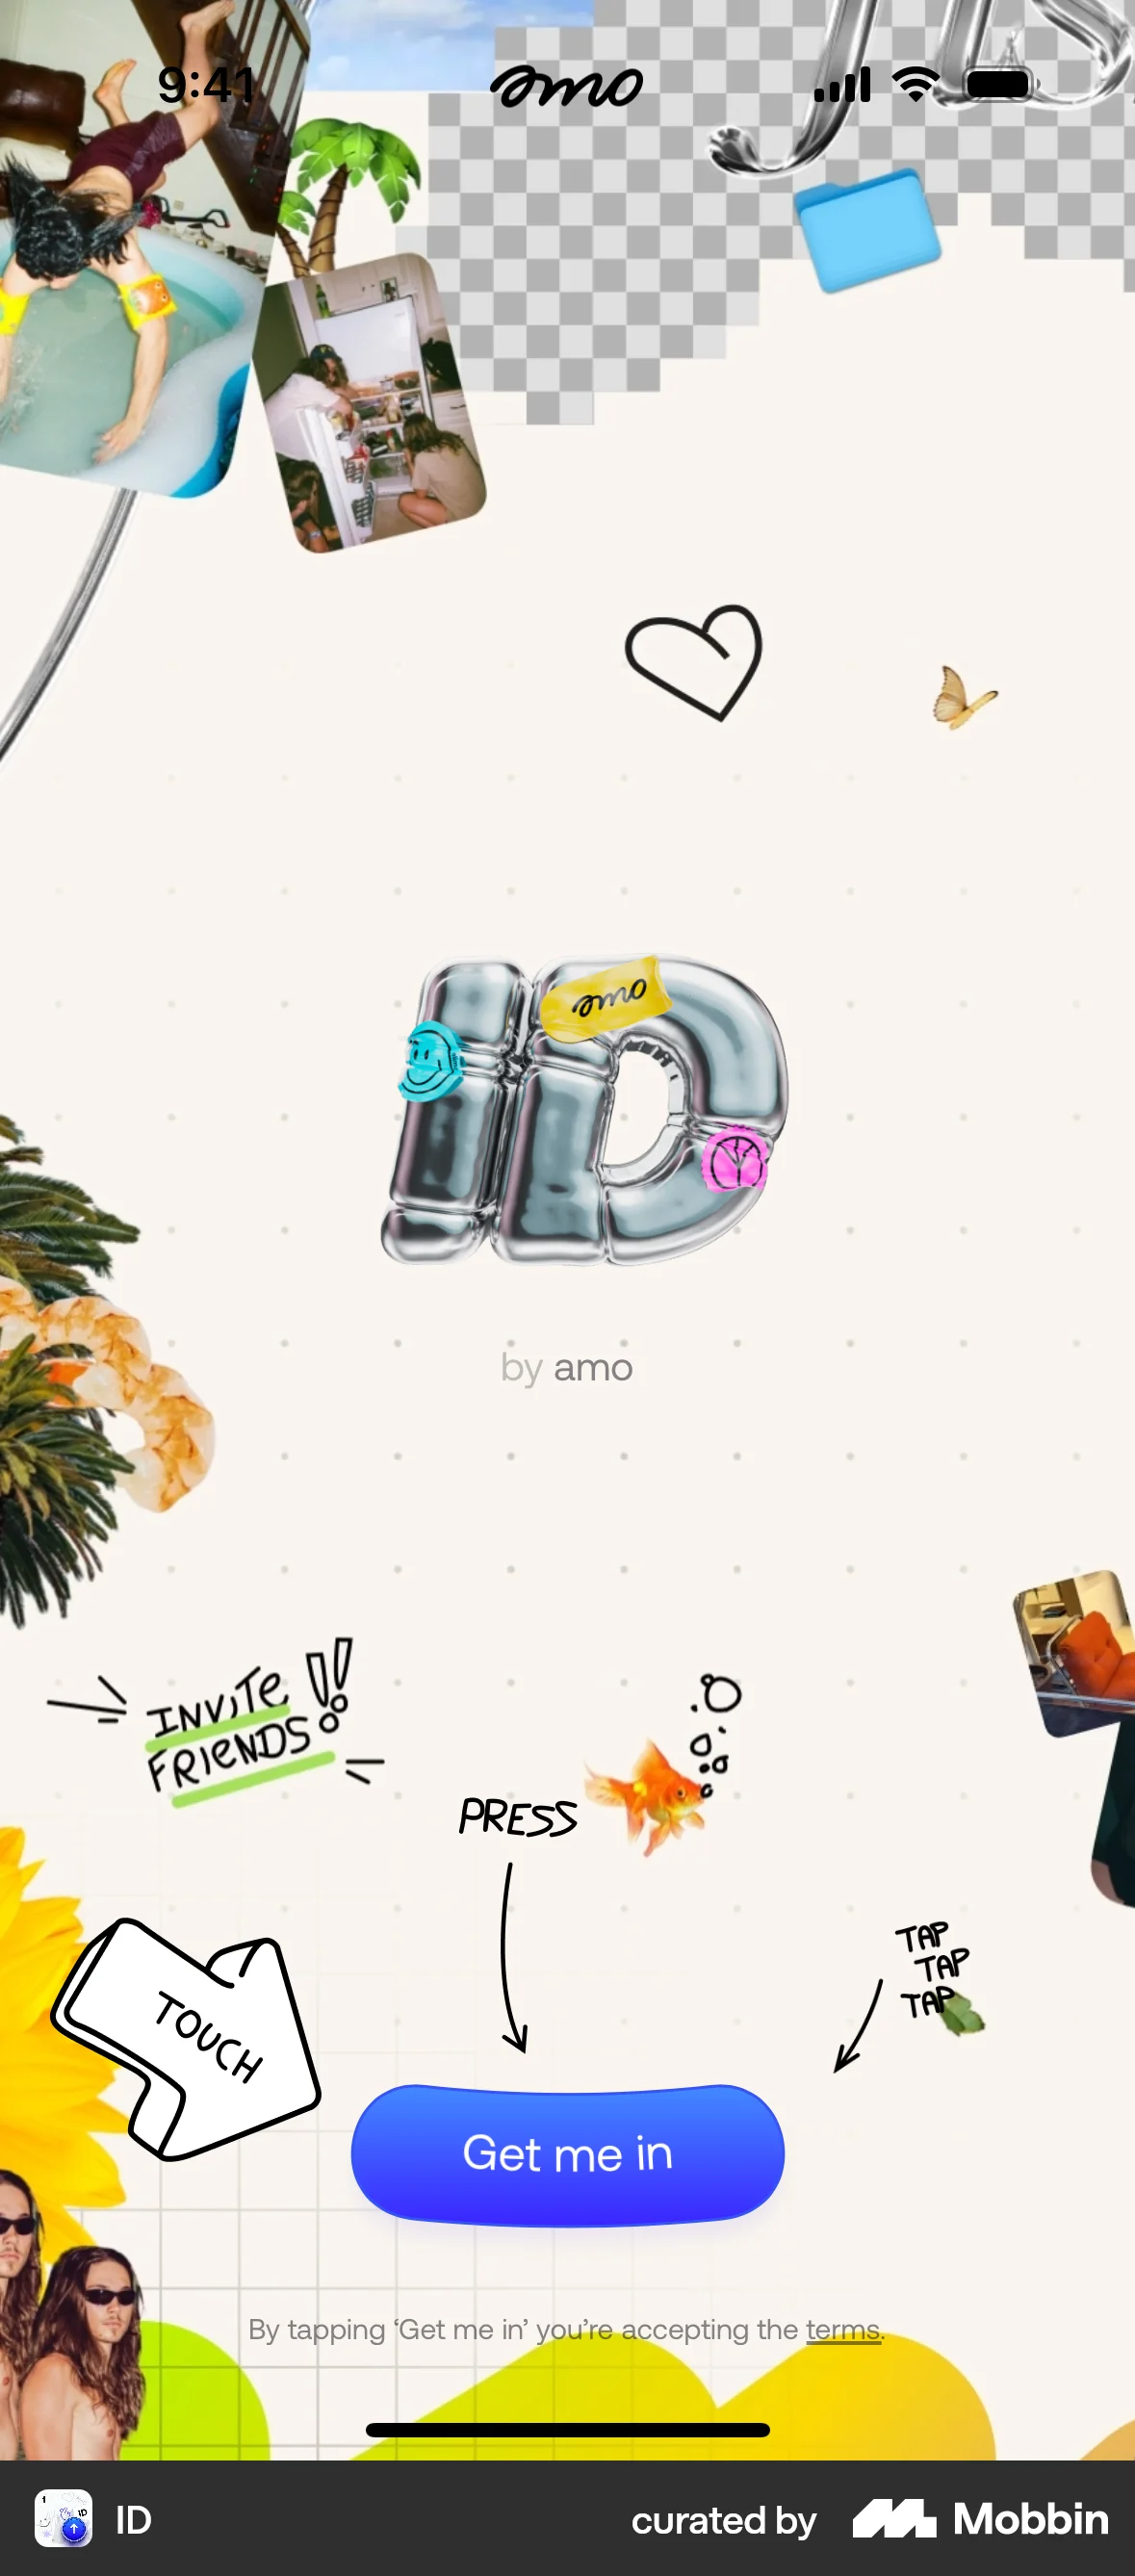 9:41
amo
amo
by amo
INVITE
FRIENDS!!
PRESS
TAP
TAP
TAP
TOUCH
Get me in
By tapping ‘Get me in’ you’re accepting the terms.
ID
curated by Mobbin